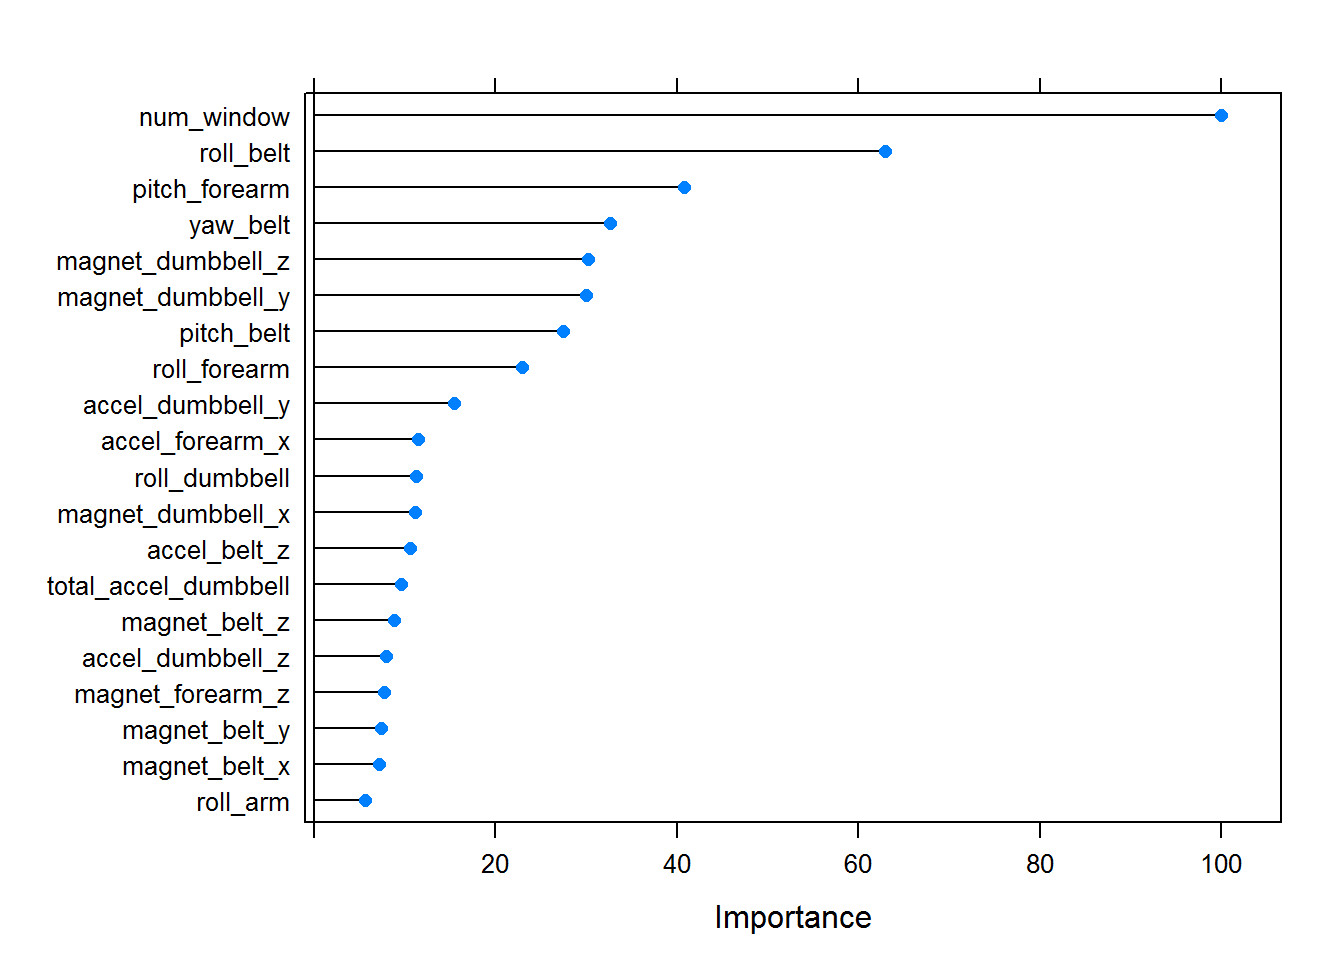 num_window
roll_belt
pitch_forearm
yaw_belt
magnet_dumbbell_z
magnet_dumbbell_y
pitch_belt
roll_forearm
accel_dumbbell_y
accel_forearm_x
roll_dumbbell
magnet_dumbbell_x
accel_belt_z
total_accel_dumbbell
magnet_belt_z
accel_dumbbell_z
magnet_forearm_z
magnet_belt_y
magnet_belt_x
roll_arm
20 40 60 80 100
Importance